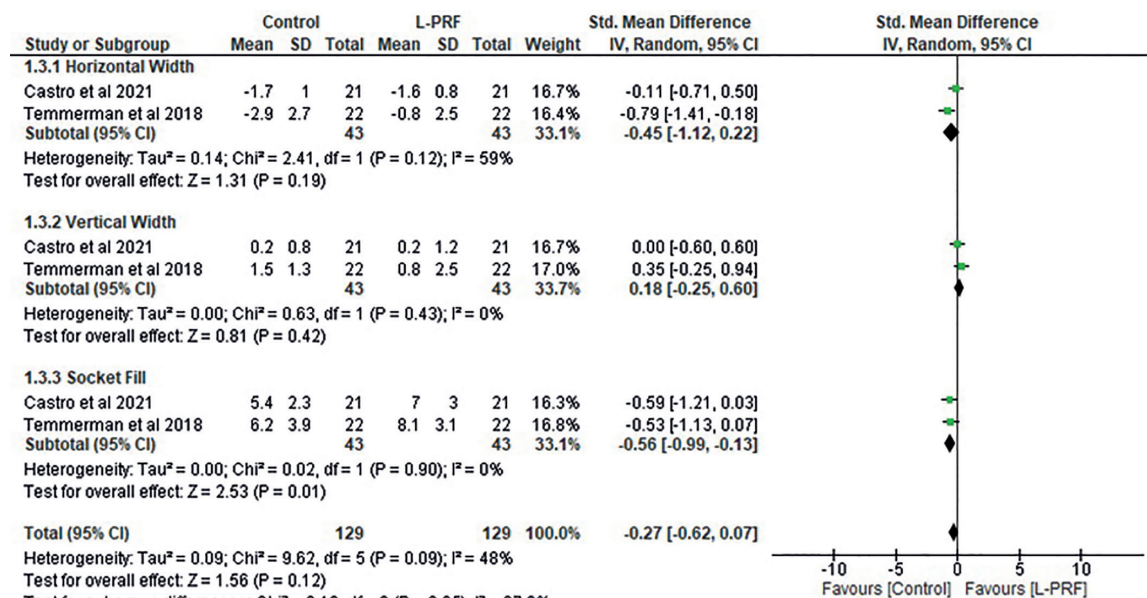 Control L-PRF Std. Mean Difference Std. Mean Difference
Study or Subgroup Mean SD Total Mean SD Total Weight IV, Random, 95% CI IV, Random, 95% CI
1.3.1 Horizontal Width
Castro et al 2021 -1.7 1 21 -1.6 0.8 21 16.7% -0.11 [-0.71, 0.50]
Temmerman et al 2018 -2.9 2.7 22 -0.8 2.5 22 16.4% -0.79 [-1.41, -0.18]
Subtotal (95% CI) 43 43 33.1% -0.45 [-1.12, 0.22]
Heterogeneity: Tau² = 0.14; Chi² = 2.41, df = 1 (P = 0.12); I² = 59%
Test for overall effect: Z = 1.31 (P = 0.19)
1.3.2 Vertical Width
Castro et al 2021 0.2 0.8 21 0.2 1.2 21 16.7% 0.00 [-0.60, 0.60]
Temmerman et al 2018 1.5 1.3 22 0.8 2.5 22 17.0% 0.35 [-0.25, 0.94]
Subtotal (95% CI) 43 43 33.7% 0.18 [-0.25, 0.60]
Heterogeneity: Tau² = 0.00; Chi² = 0.63, df = 1 (P = 0.43); I² = 0%
Test for overall effect: Z = 0.81 (P = 0.42)
1.3.3 Socket Fill
Castro et al 2021 5.4 2.3 21 7 3 21 16.3% -0.59 [-1.21, 0.03]
Temmerman et al 2018 6.2 3.9 22 8.1 3.1 22 16.8% -0.53 [-1.13, 0.07]
Subtotal (95% CI) 43 43 33.1% -0.56 [-0.99, -0.13]
Heterogeneity: Tau² = 0.00; Chi² = 0.02, df = 1 (P = 0.90); I² = 0%
Test for overall effect: Z = 2.53 (P = 0.01)
Total (95% CI) 129 129 100.0% -0.27 [-0.62, 0.07]
Heterogeneity: Tau² = 0.09; Chi² = 9.62, df = 5 (P = 0.09); I² = 48%
Test for overall effect: Z = 1.56 (P = 0.12)
-10 -5 0 5 10
Favours [Control] Favours [L-PRF]